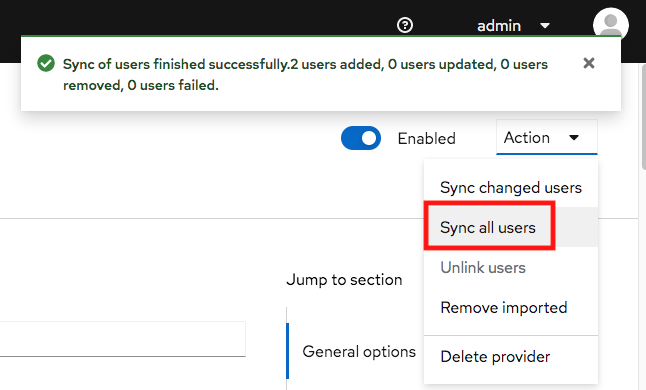 admin
Sync of users finished successfully.2 users added, 0 users updated, 0 users
removed, 0 users failed.
Enabled
Action
Sync changed users
Sync all users
Unlink users
Remove imported
Delete provider
Jump to section
General options